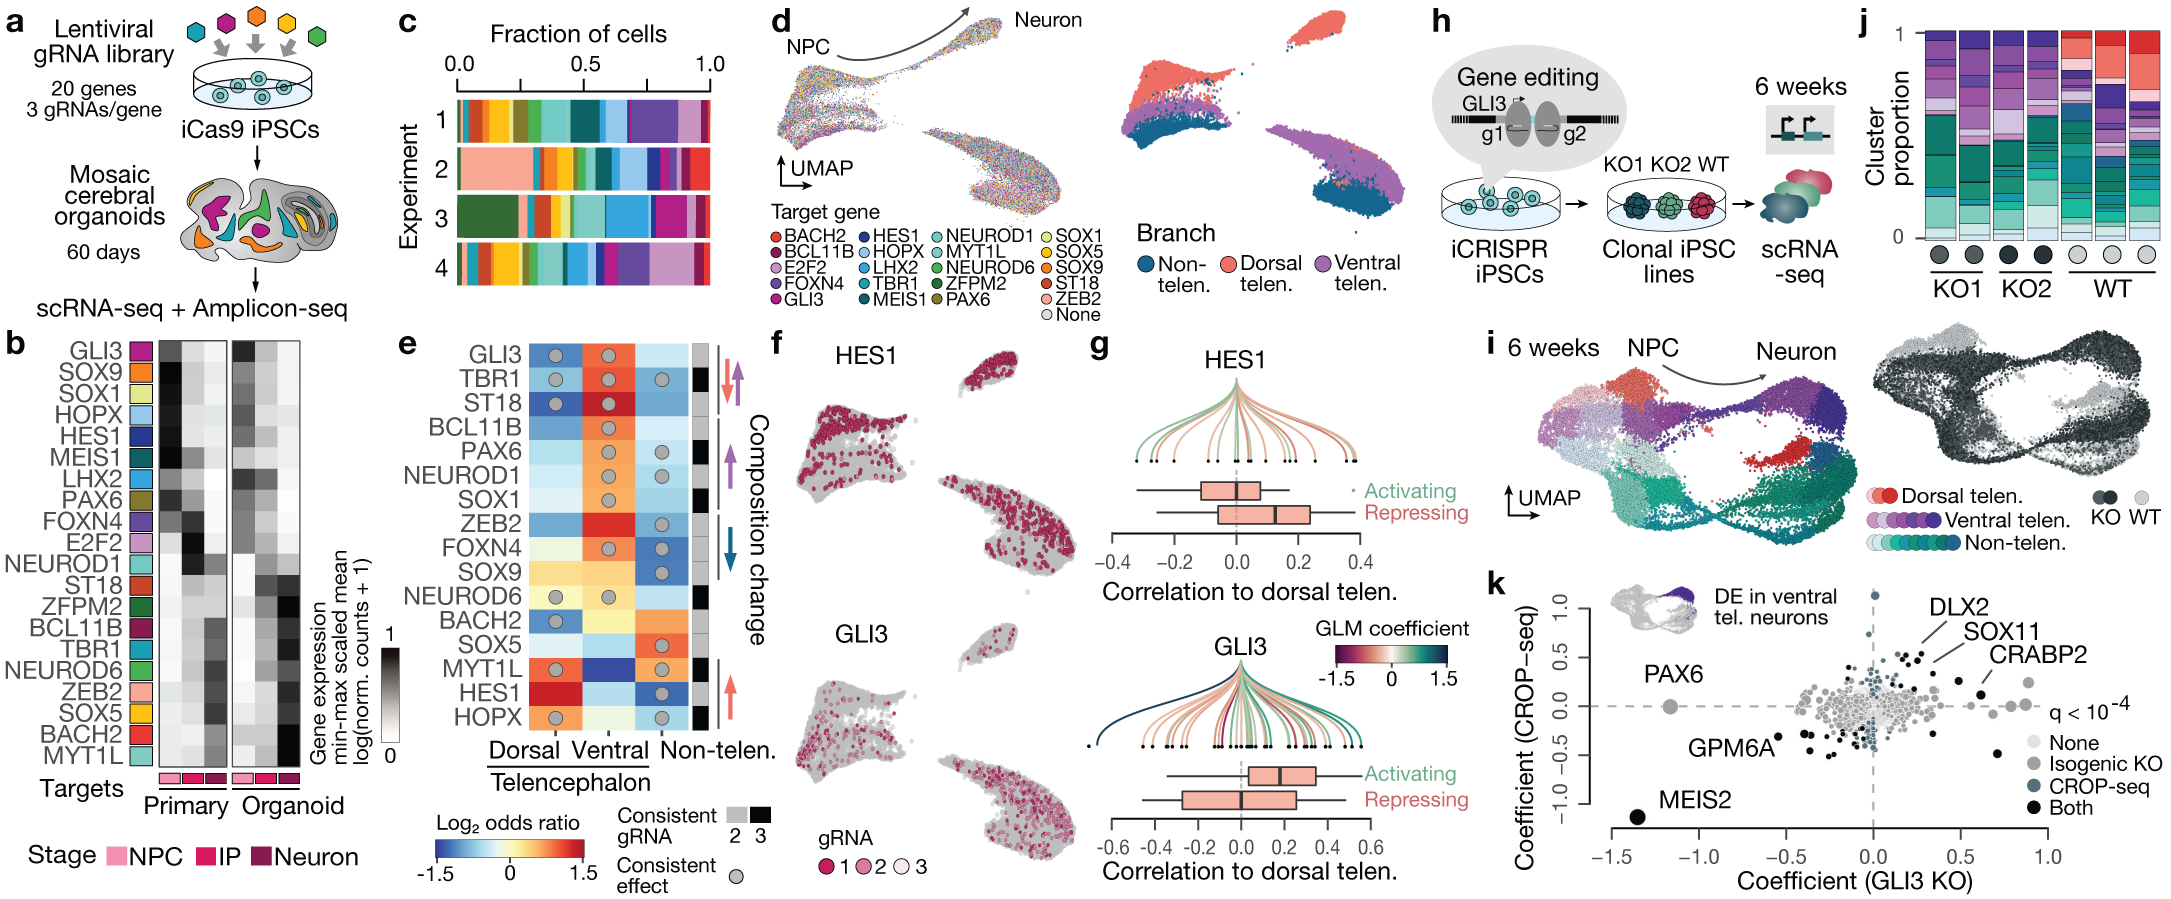 a
Lentiviral
gRNA library
20 genes
3 gRNAs/gene
iCas9 iPSCs
Mosaic
cerebral
organoids
60 days
scRNA-seq + Amplicon-seq
b
GLI3
SOX9
SOX1
HOPX
HES1
MEIS1
LHX2
PAX6
FOXN4
E2F2
NEUROD1
ST18
ZFPM2
BCL11B
TBR1
NEUROD6
ZEB2
SOX5
BACH2
MYT1L
Targets
Primary Organoid
Stage NPC IP Neuron
Gene expression
min-max scaled mean
log(norm. counts + 1)
1
0
c
Fraction of cells
0.0 0.5 1.0
Experiment
1
2
3
4
d
NPC
Neuron
UMAP
Target gene
BACH2 HES1 NEUROD1 SOX1
BCL11B HOPX MYT1L SOX5
E2F2 LHX2 NEUROD6 SOX9
FOXN4 TBR1 ZFPM2 ST18
GLI3 MEIS1 PAX6 ZEB2
None
Branch
Non-telen.
Dorsal telen.
Ventral telen.
e
GLI3
TBR1
ST18
BCL11B
PAX6
NEUROD1
SOX1
ZEB2
FOXN4
SOX9
NEUROD6
BACH2
SOX5
MYT1L
HES1
HOPX
Composition change
Dorsal Ventral Non-telen.
Telencephalon
Log2 odds ratio
-1.5 0 1.5
Consistent
gRNA 2 3
Consistent
effect
f
HES1
GLI3
gRNA
1 2 3
g
HES1
Activating
Repressing
−0.4 −0.2 0.0 0.2 0.4
Correlation to dorsal telen.
GLM coefficient
-1.5 0 1.5
GLI3
Activating
Repressing
-0.6 -0.4 -0.2 0.0 0.2 0.4 0.6
Correlation to dorsal telen.
h
Gene editing
GLI3
g1 g2
6 weeks
KO1 KO2 WT
iCRISPR
iPSCs
Clonal iPSC
lines
scRNA
-seq
i
6 weeks
NPC
Neuron
UMAP
Dorsal telen.
Ventral telen.
Non-telen.
KO WT
j
Cluster
proportion
1
0
KO1 KO2 WT
k
DE in ventral
tel. neurons
DLX2
SOX11
CRABP2
PAX6
GPM6A
MEIS2
q < 10-4
None
Isogenic KO
CROP-seq
Both
Coefficient (CROP−seq)
1.0
0.5
0.0
−0.5
−1.0
−1.5 −1.0 −0.5 0.0 0.5 1.0
Coefficient (GLI3 KO)